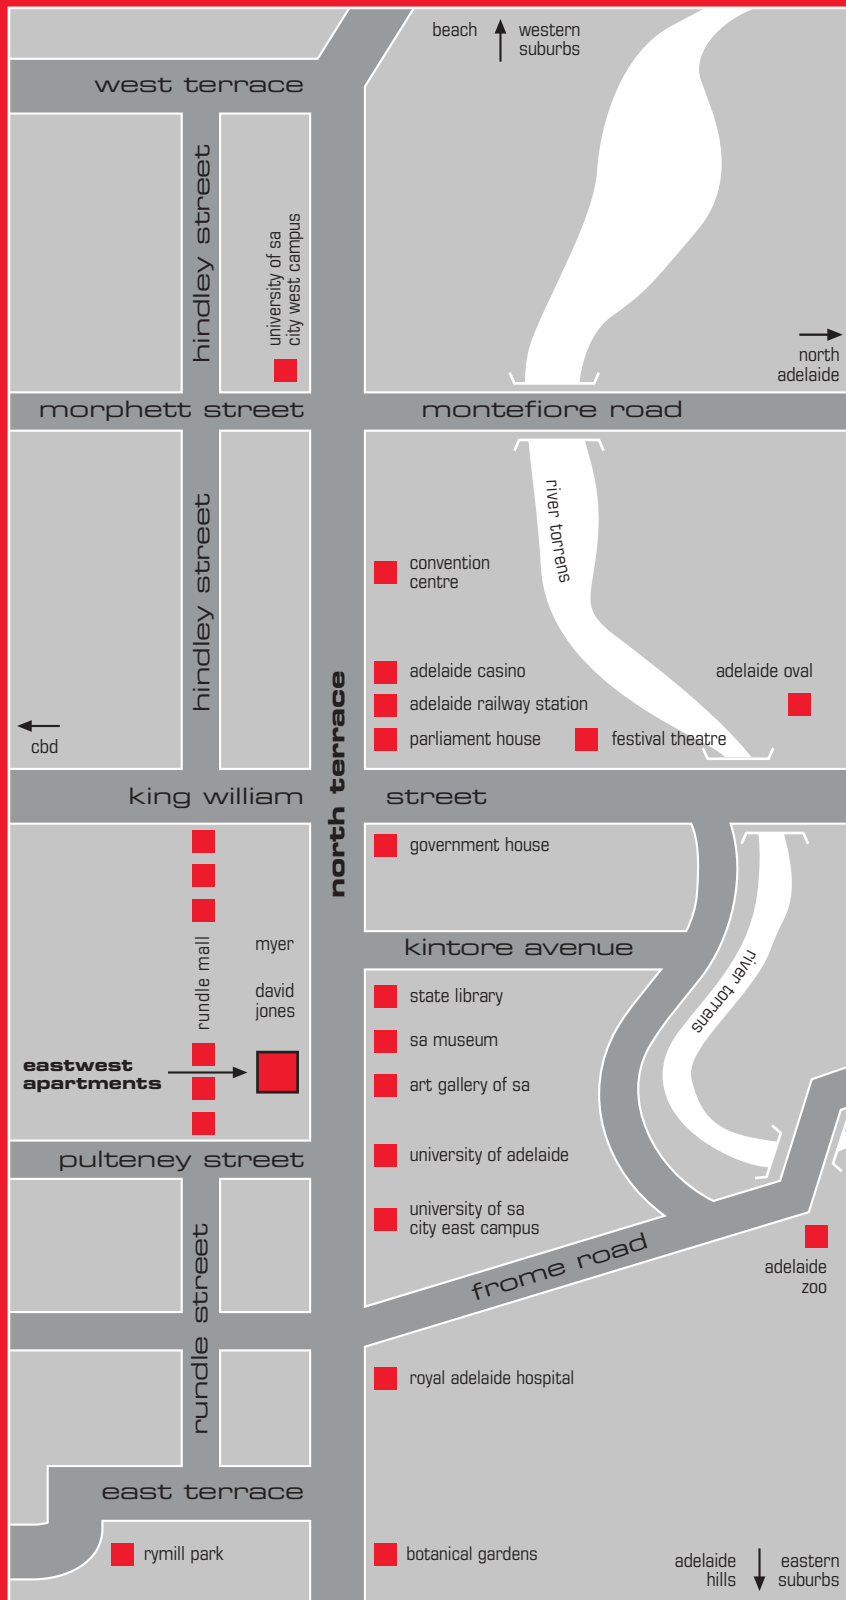 beach
western
suburbs
west terrace
hindley street
university of sa
city west campus
north
adelaide
morphett street
montefiore road
hindley street
river torrens
convention
centre
adelaide casino
adelaide oval
adelaide railway station
cbd
parliament house
festival theatre
north terrace
king william
street
government house
rundle mall
myer
kintore avenue
david
jones
state library
river torrens
sa museum
eastwest
apartments
art gallery of sa
pulteney street
university of adelaide
university of sa
city east campus
rundle street
frome road
adelaide
zoo
royal adelaide hospital
east terrace
rymill park
botanical gardens
adelaide
hills
eastern
suburbs